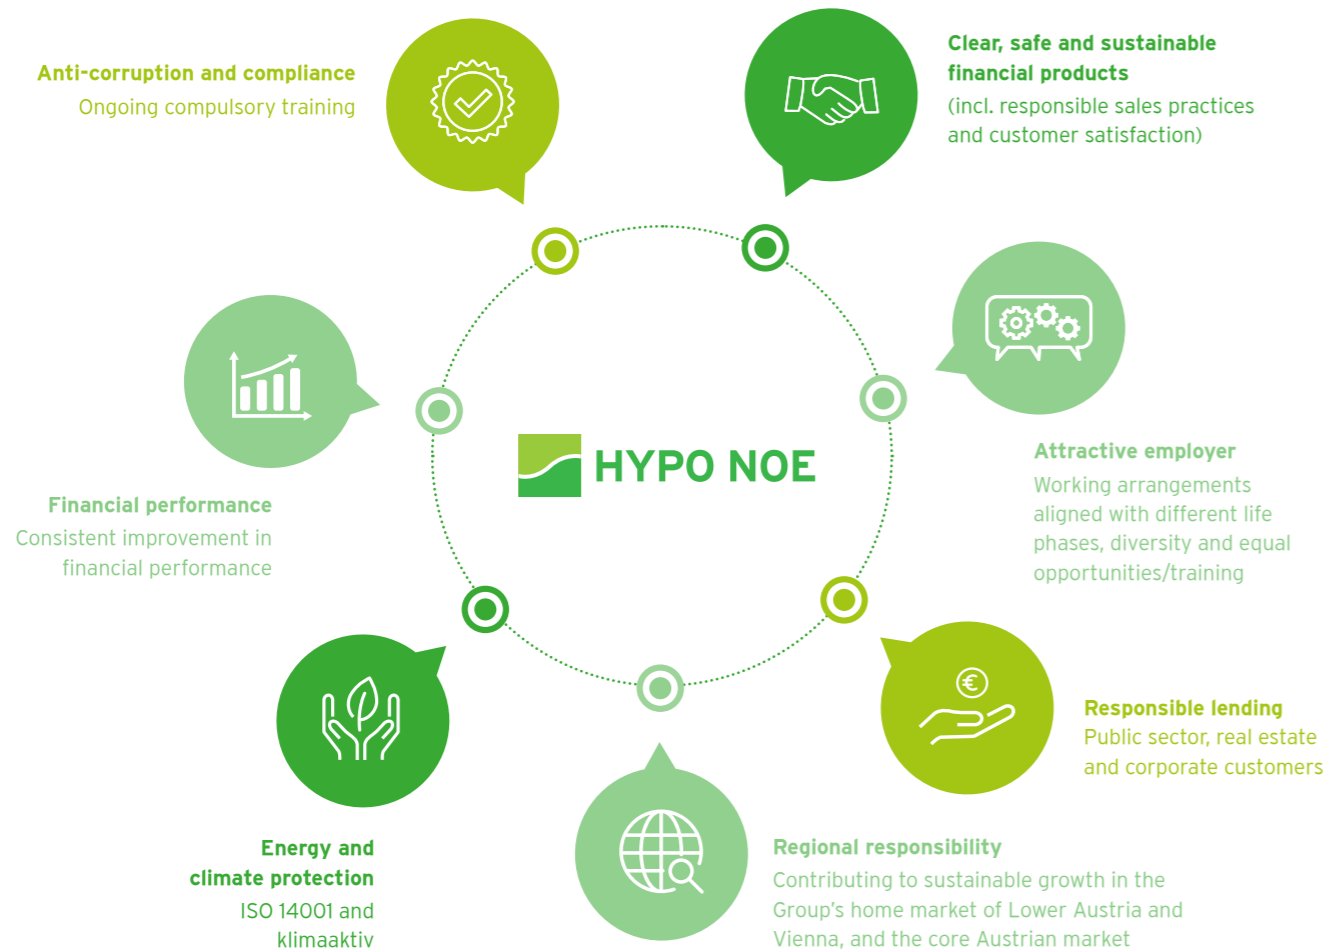 Anti-corruption and compliance
Ongoing compulsory training
Clear, safe and sustainable
financial products
(incl. responsible sales practices
and customer satisfaction)
Attractive employer
Working arrangements
aligned with different life
phases, diversity and equal
opportunities/training
HYPO NOE
Financial performance
Consistent improvement in
financial performance
€
Responsible lending
Public sector, real estate
and corporate customers
Energy and
climate protection
ISO 14001 and
klimaaktiv
Regional responsibility
Contributing to sustainable growth in the
Group's home market of Lower Austria and
Vienna, and the core Austrian market